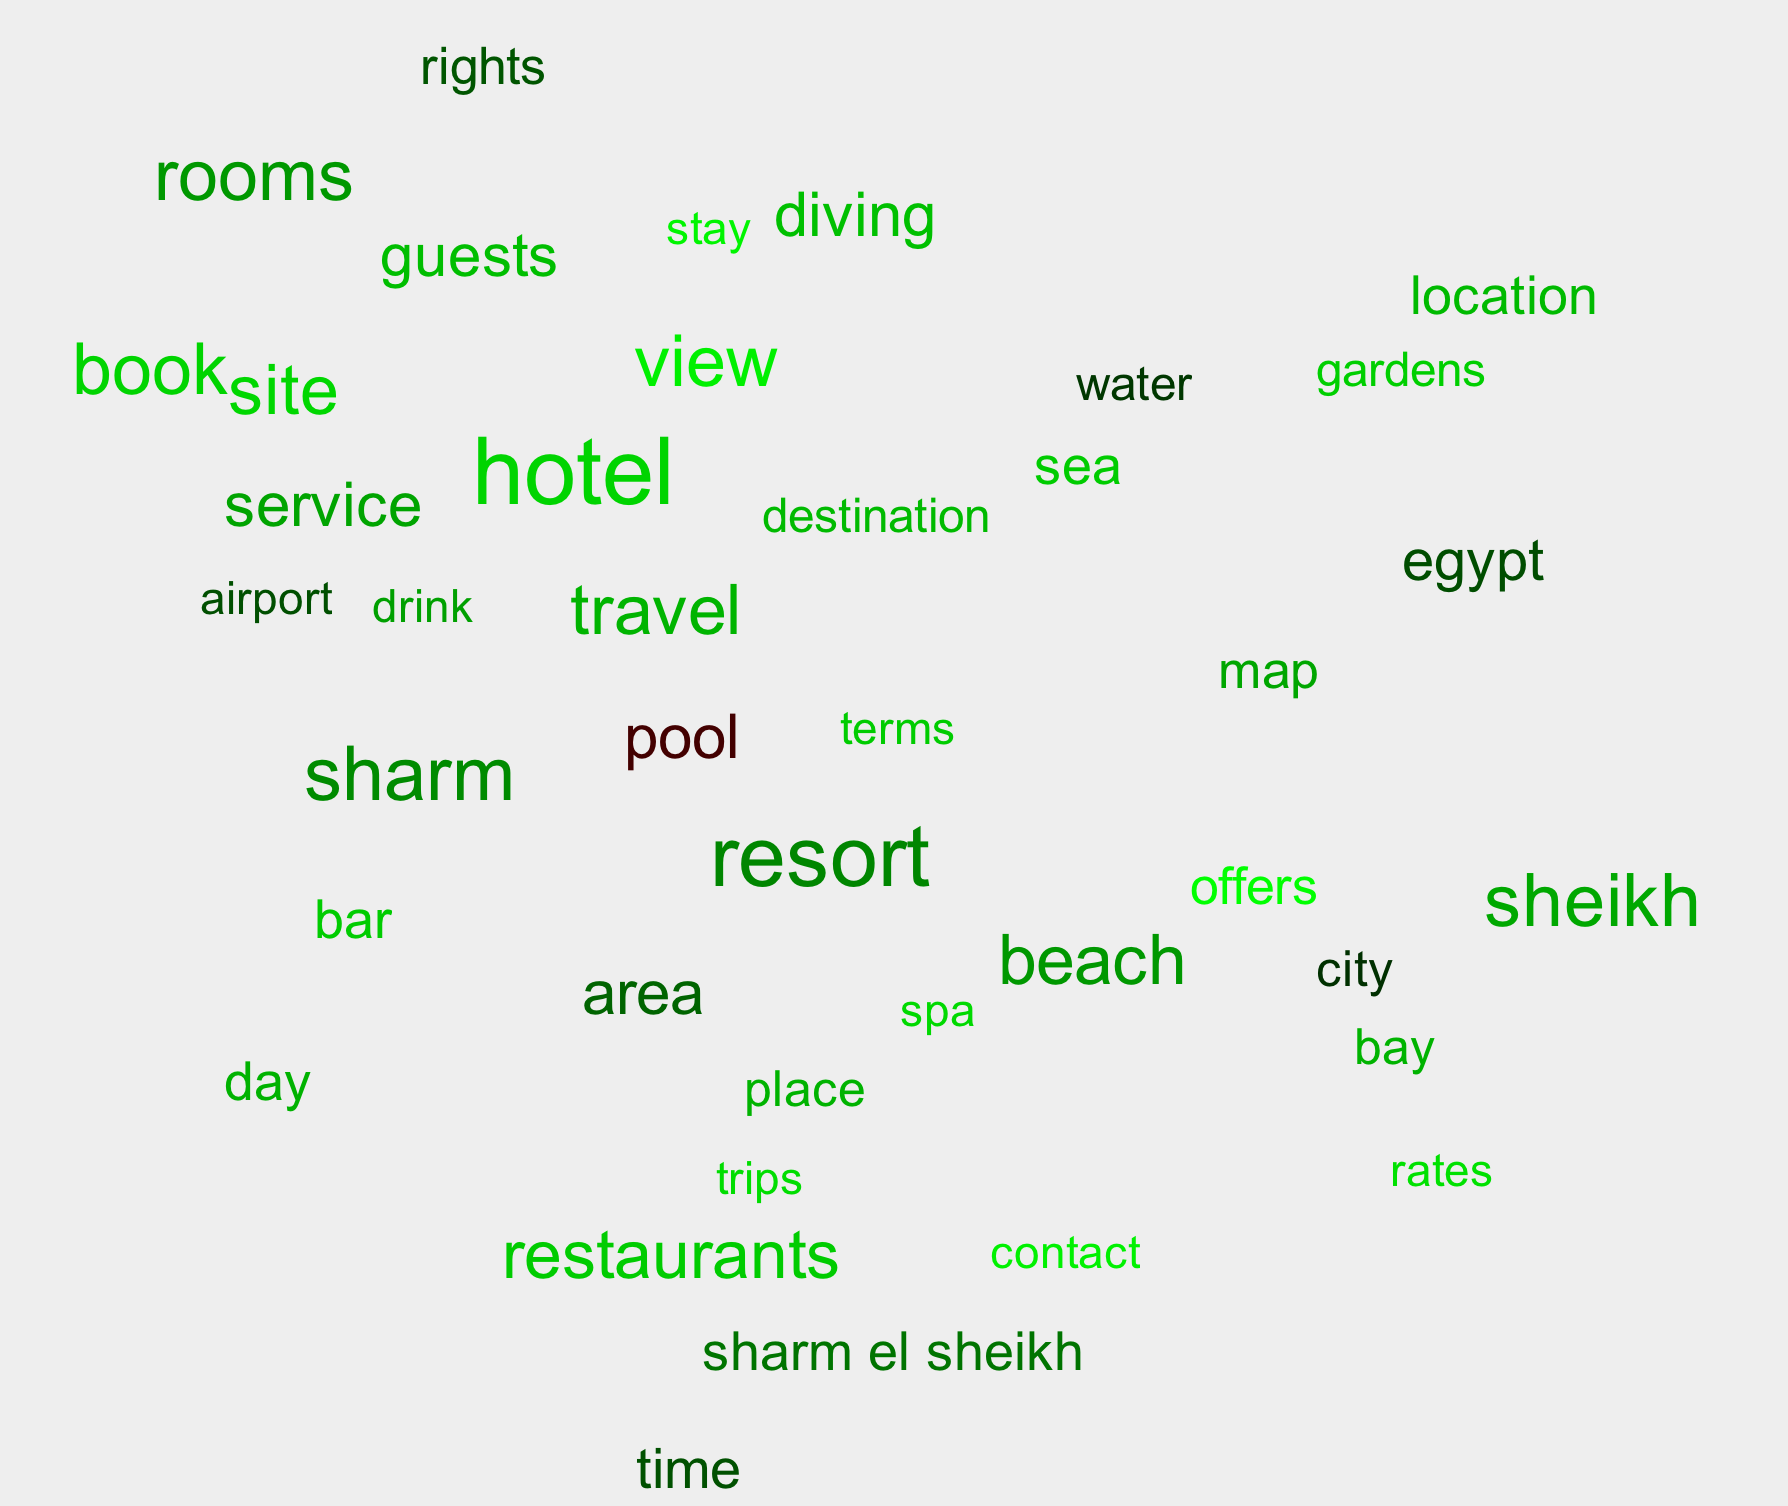 rights
rooms
stay diving
guests
location
book site view
water gardens
hotel sea
service destination
egypt
airport drink travel
map
pool terms
sharm
resort
offers sheikh
bar
beach city
area spa
bay
day place
trips rates
restaurants contact
sharm el sheikh
time